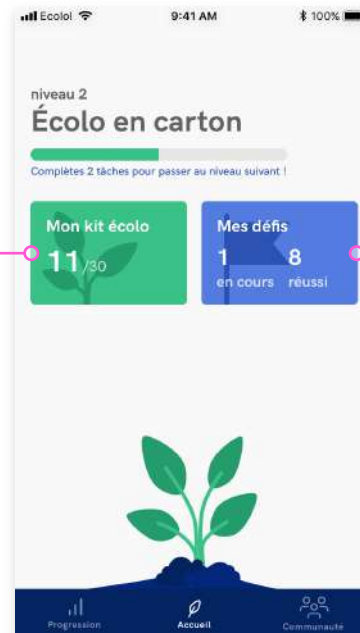 Ecolol
9:41 AM
100%
niveau 2
Écolo en carton
Complètes 2 tâches pour passer au niveau suivant !
Mon kit écolo
11/30
Mes défis
1 8
en cours réussi
Progression
Accueil
Communauté